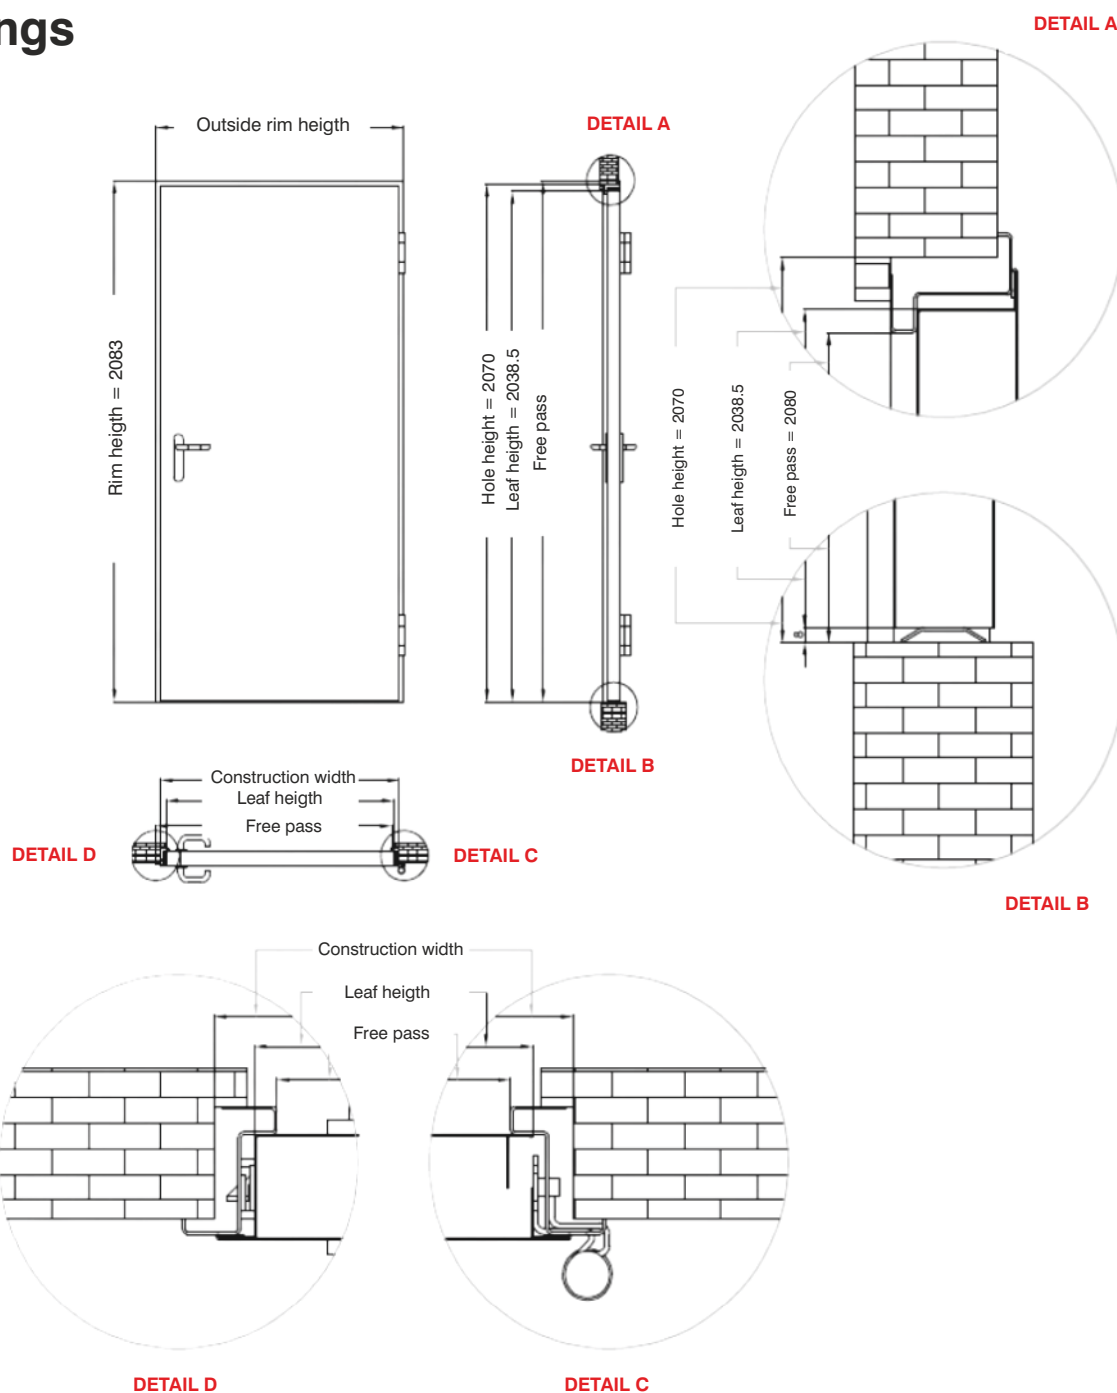 ngs
DETAIL A
Outside rim heigth
DETAIL A
Rim heigth = 2083
Hole height = 2070
Leaf heigth = 2038.5
Free pass
Hole height = 2070
Leaf heigth = 2038.5
Free pass = 2080
8
DETAIL B
Construction width
Leaf heigth
Free pass
DETAIL D
DETAIL C
DETAIL B
Construction width
Leaf heigth
Free pass
DETAIL D
DETAIL C